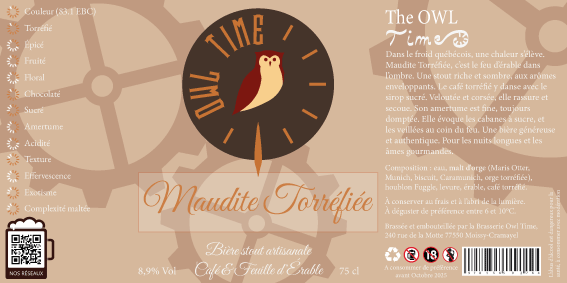 Couleur (83.1 EBC)
Torréfié
Epicé
Fruité
Floral
Chocolaté
Sucré
Amertume
Acidité
Texture
Effervescence
Exotisme
Complexité maltée
NOS RÉSEAUX
OWL TIME
Maudite Torréfiée
Bière stout artisanale
Café & Feuille d'Érable
8,9% Vol
75 cl
The OWL
Time
Dans le froid québécois, une chaleur s'élève.
Maudite Torréfiée, c'est le feu d'érable dans
l'ombre. Une stout riche et sombre, aux arômes
enveloppants. Le café torréfié y danse avec le
sirop sucré. Veloutée et corsée, elle rassure et
secoue. Son amertume est fine, toujours
domptée. Elle évoque les cabanes à sucre, et
les veillées au coin du feu. Une bière généreuse
et authentique. Pour les nuits longues et les
âmes gourmandes.
Composition : eau, malt d'orge (Maris Otter,
Munich, biscuit, Caramunich, orge torréfiée),
houblon Fuggle, levure, érable, café torréfié.
À conserver au frais et à l'abri de la lumière.
À déguster de préférence entre 6 et 10°C.
Brassée et embouteillée par la Brasserie Owl Time,
340 rue de la Motte 77550 Moissy-Cramayel
18
A consommer de préférence
avant Octobre 2025